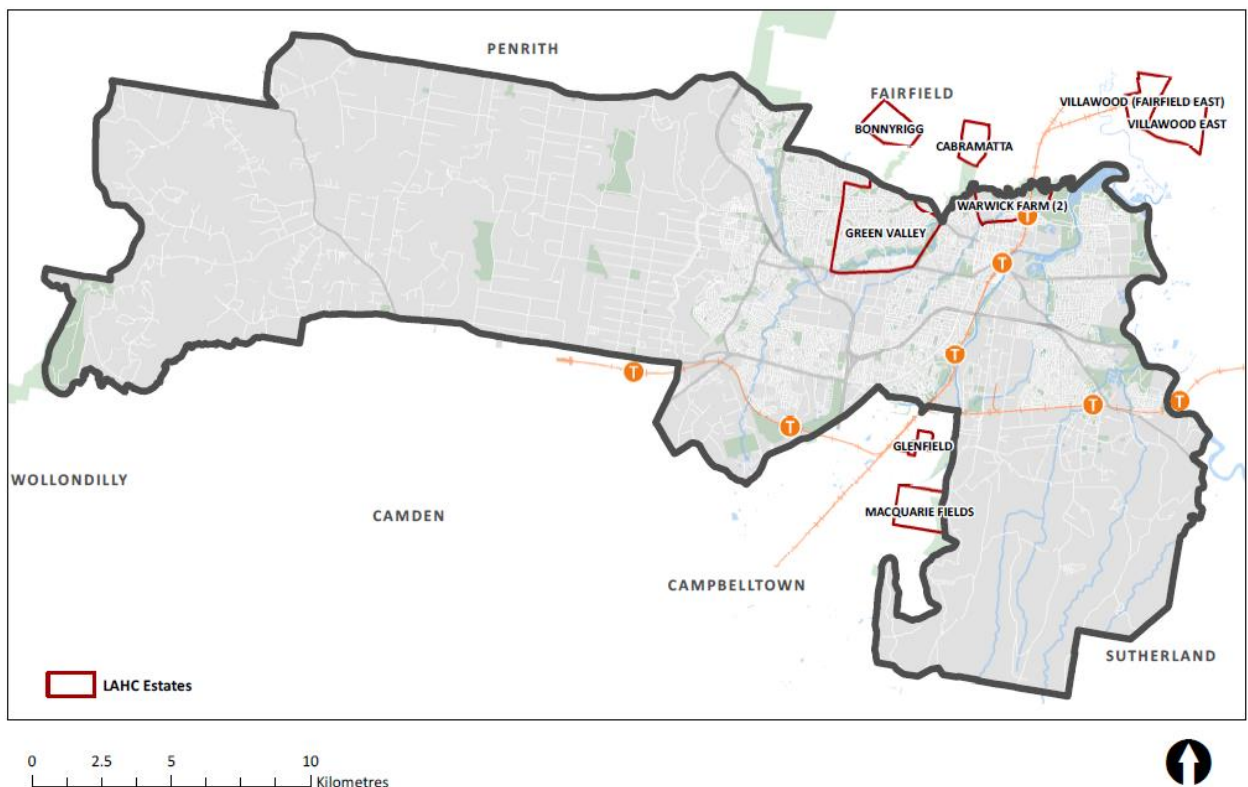 PENRITH
FAIRFIELD
BONNYRIGG
CABRAMATTA
VILLAWOOD (FAIRFIELD EAST)
VILLAWOOD EAST
WARWICK FARM (2)
T
GREEN VALLEY
T
T
T
T
T
T
GLENFIELD
WOLLONDILLY
CAMDEN
MACQUARIE FIELDS
CAMPBELLTOWN
SUTHERLAND
LAHC Estates
0 2.5 5 10
Kilometres